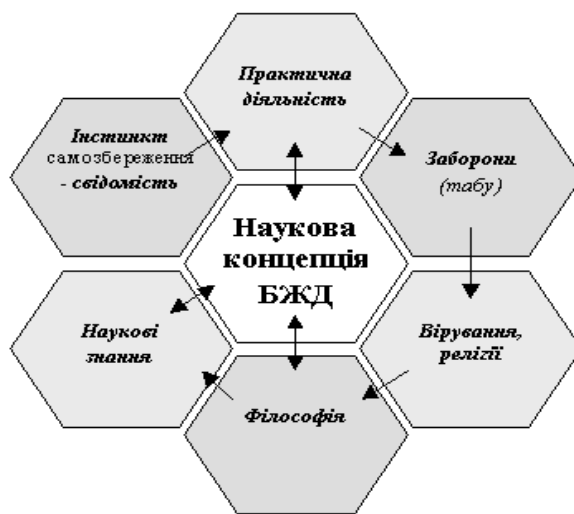 Практична
діяльність
Інстинкт
самозбереження
- свідомість
Заборони
(табу)
Наукова
концепція
БЖД
Наукові
знання
Вірування,
релігії
Філософія